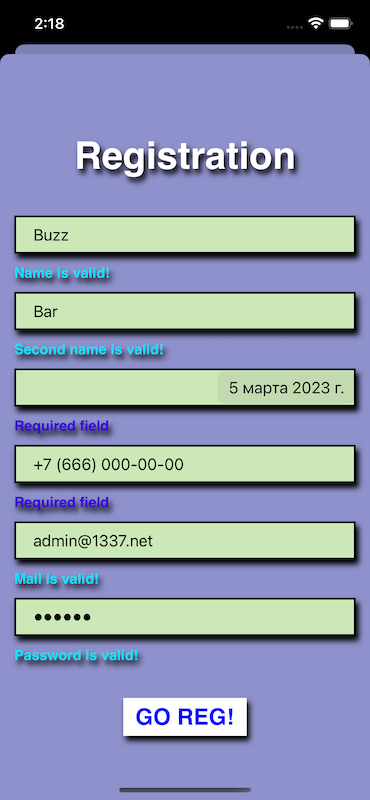 2:18
Registration
Buzz
Name is valid!
Bar
Second name is valid!
5 марта 2023 г.
Required field
+7 (666) 000-00-00
Required field
admin@1337.net
Mail is valid!
••••••
Password is valid!
GO REG!